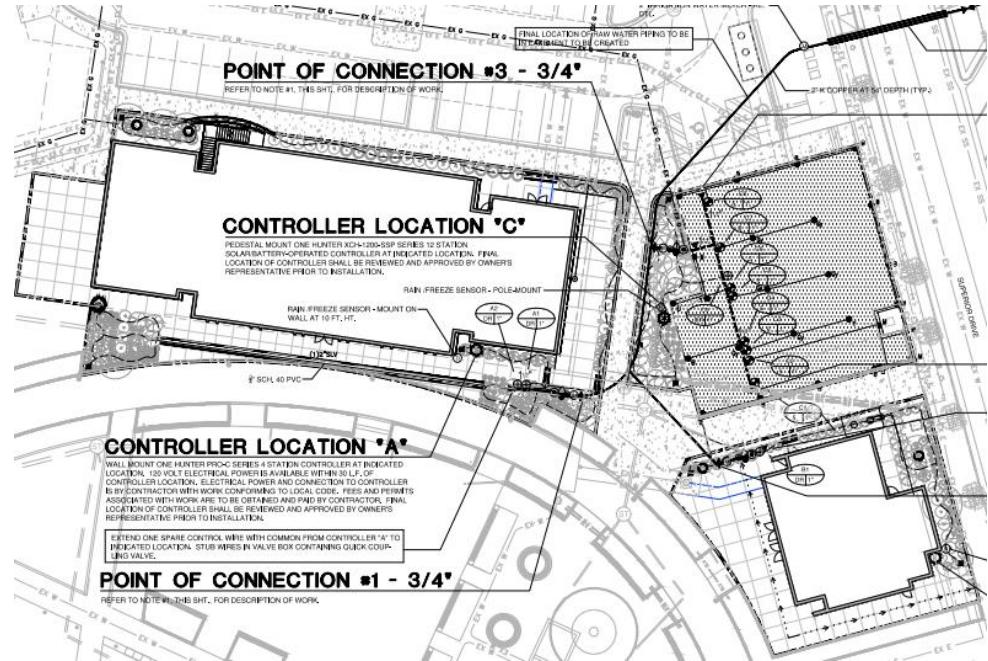 FINAL LOCATION OF RAW WATER PIPING TO BE
IN EASEMENT TO BE CREATED
POINT OF CONNECTION #3 - 3/4"
REFER TO NOTE #1, THIS SHT., FOR DESCRIPTION OF WORK.
2" K COPPER AT 54" DEPTH (TYP.)
CONTROLLER LOCATION "C"
PEDESTAL MOUNT ONE HUNTER XCH-1200-SSP SERIES 12 STATION
SOLAR/BATTERY-OPERATED CONTROLLER AT INDICATED LOCATION. FINAL
LOCATION OF CONTROLLER SHALL BE REVIEWED AND APPROVED BY OWNER'S
REPRESENTATIVE PRIOR TO INSTALLATION.
RAIN /FREEZE SENSOR - POLE-MOUNT
RAIN /FREEZE SENSOR - MOUNT ON
WALL AT 10 FT. HT.
A2
DR 1"
A1
DR 1"
SUPERIOR DRIVE
(1)2" SLV
SCH. 40 PVC
CONTROLLER LOCATION "A"
WALL MOUNT ONE HUNTER PRO-C SERIES 4 STATION CONTROLLER AT INDICATED
LOCATION. 120 VOLT ELECTRICAL POWER IS AVAILABLE WITHIN 30 L.F. OF
CONTROLLER LOCATION. ELECTRICAL POWER AND CONNECTION TO CONTROLLER
IS BY CONTRACTOR WITH WORK CONFORMING TO LOCAL CODE. FEES AND PERMITS
ASSOCIATED WITH WORK ARE TO BE OBTAINED AND PAID BY CONTRACTOR. FINAL
LOCATION OF CONTROLLER SHALL BE REVIEWED AND APPROVED BY OWNER'S
REPRESENTATIVE PRIOR TO INSTALLATION.
B1
DR 1"
EXTEND ONE SPARE CONTROL WIRE WITH COMMON FROM CONTROLLER "A" TO
INDICATED LOCATION. STUB WIRES IN VALVE BOX CONTAINING QUICK COUP-
LING VALVE.
POINT OF CONNECTION #1 - 3/4"
REFER TO NOTE #1, THIS SHT., FOR DESCRIPTION OF WORK.